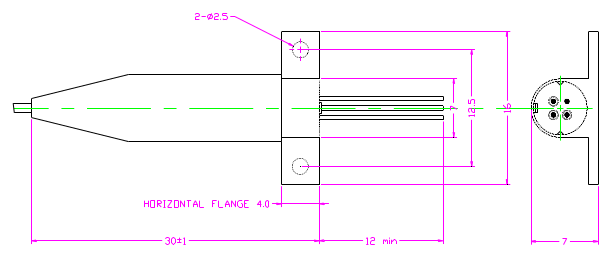 2-Ø2.5
7
12.5
16
HORIZONTAL FLANGE 4.0
30±1
12 min
7